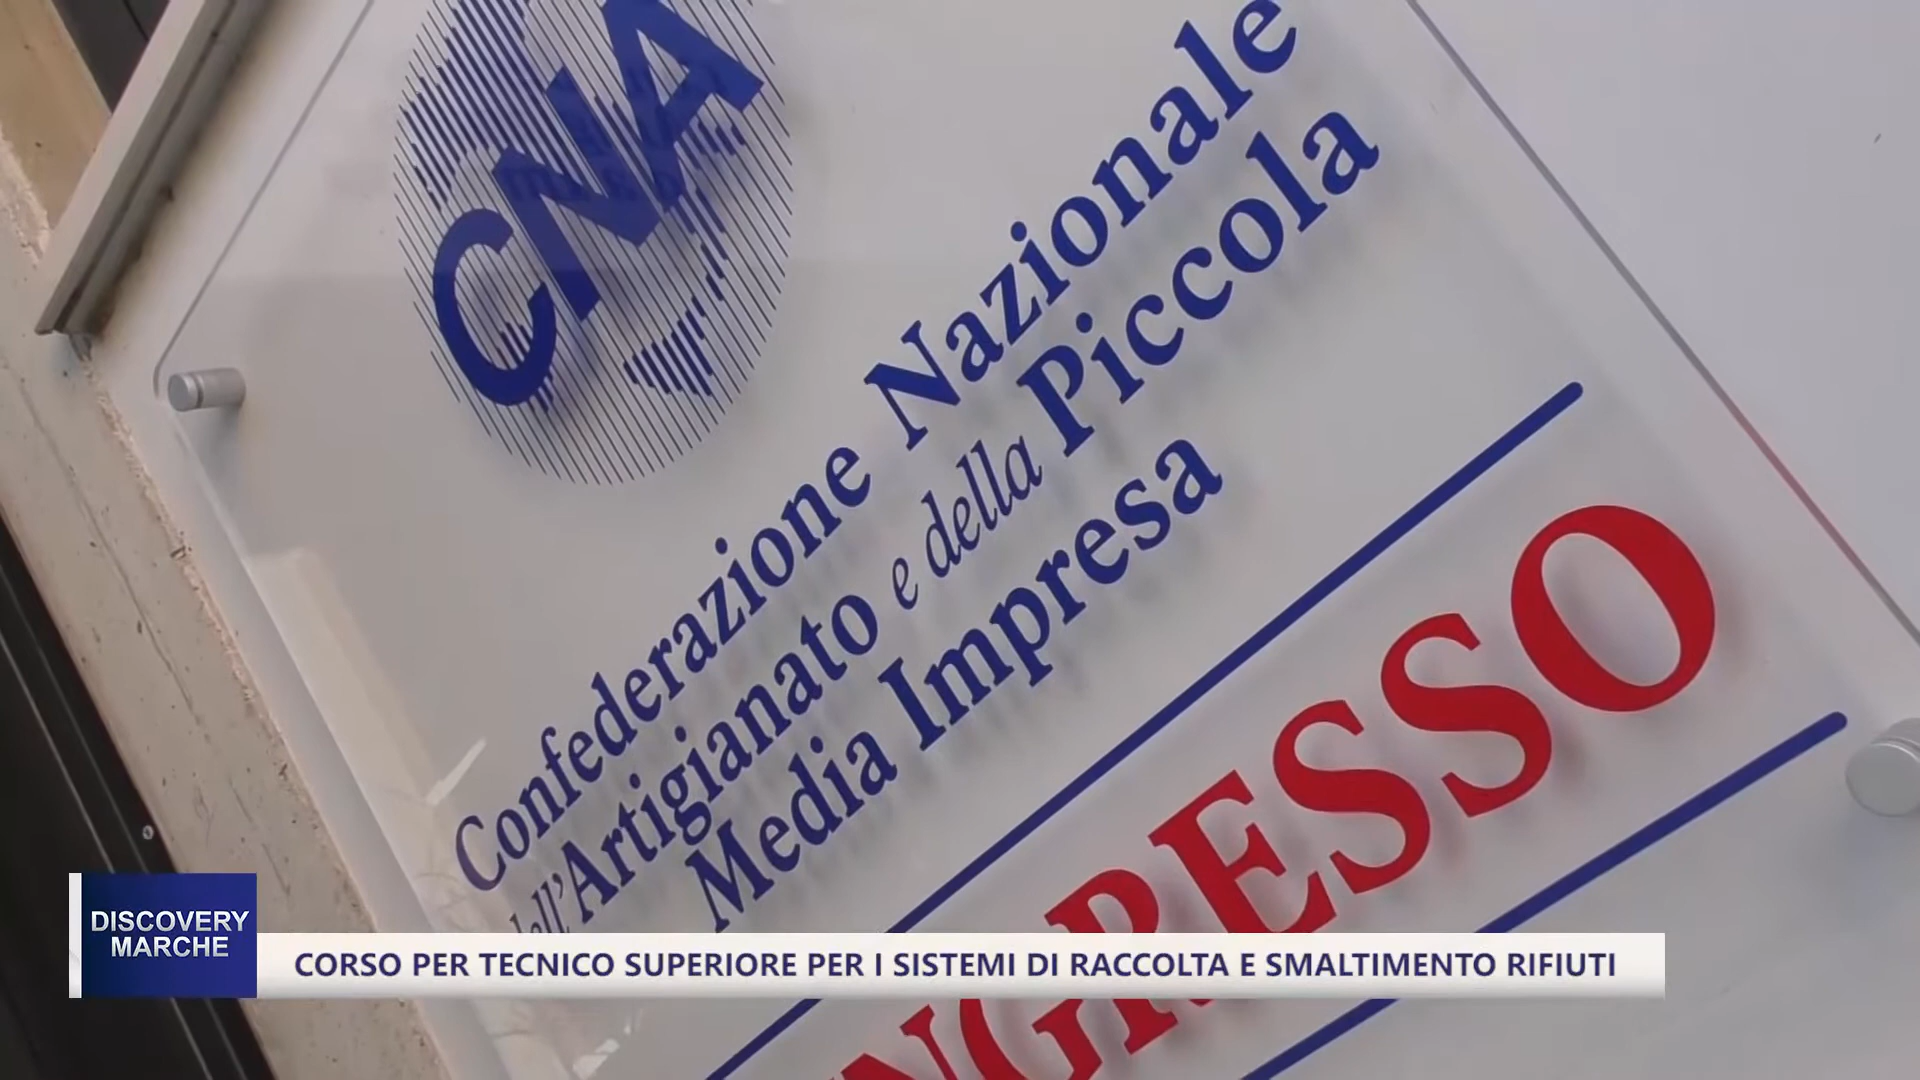 CNA
Confederazione Nazionale
dell'Artigianato e della Piccola
Media Impresa
INGRESSO
DISCOVERY
MARCHE
CORSO PER TECNICO SUPERIORE PER I SISTEMI DI RACCOLTA E SMALTIMENTO RIFIUTI